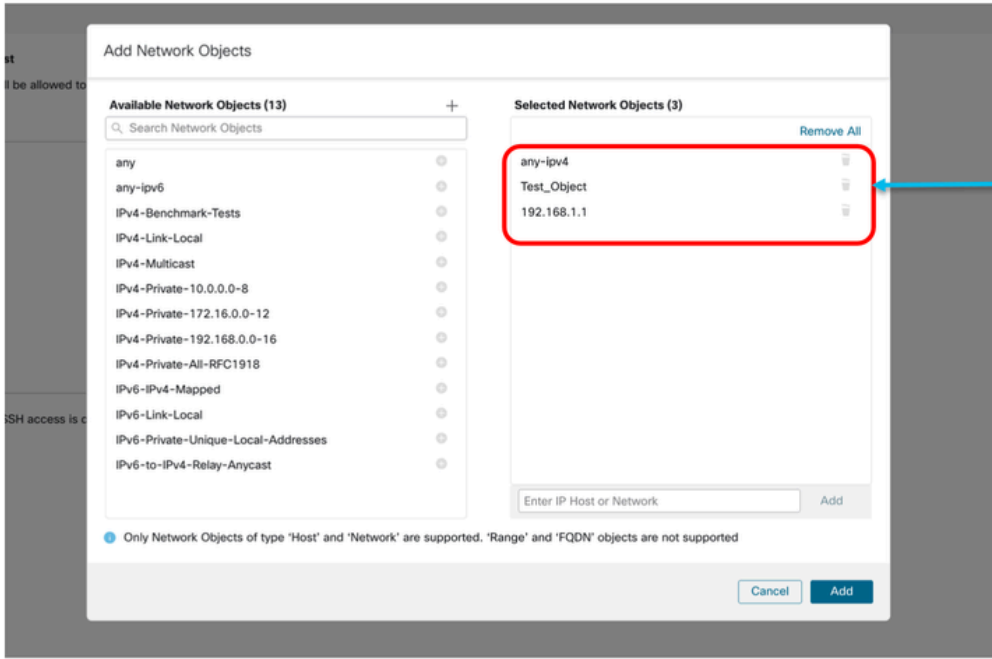 Add Network Objects
st
ll be allowed to
Available Network Objects (13)
Search Network Objects
any
any-ipv6
IPv4-Benchmark-Tests
IPv4-Link-Local
IPv4-Multicast
IPv4-Private-10.0.0.0-8
IPv4-Private-172.16.0.0-12
IPv4-Private-192.168.0.0-16
IPv4-Private-All-RFC1918
IPv6-IPv4-Mapped
IPv6-Link-Local
IPv6-Private-Unique-Local-Addresses
IPv6-to-IPv4-Relay-Anycast
Selected Network Objects (3)
Remove All
any-ipv4
Test_Object
192.168.1.1
Enter IP Host or Network Add
SSH access is c
Only Network Objects of type 'Host' and 'Network' are supported. 'Range' and 'FQDN' objects are not supported
Cancel Add